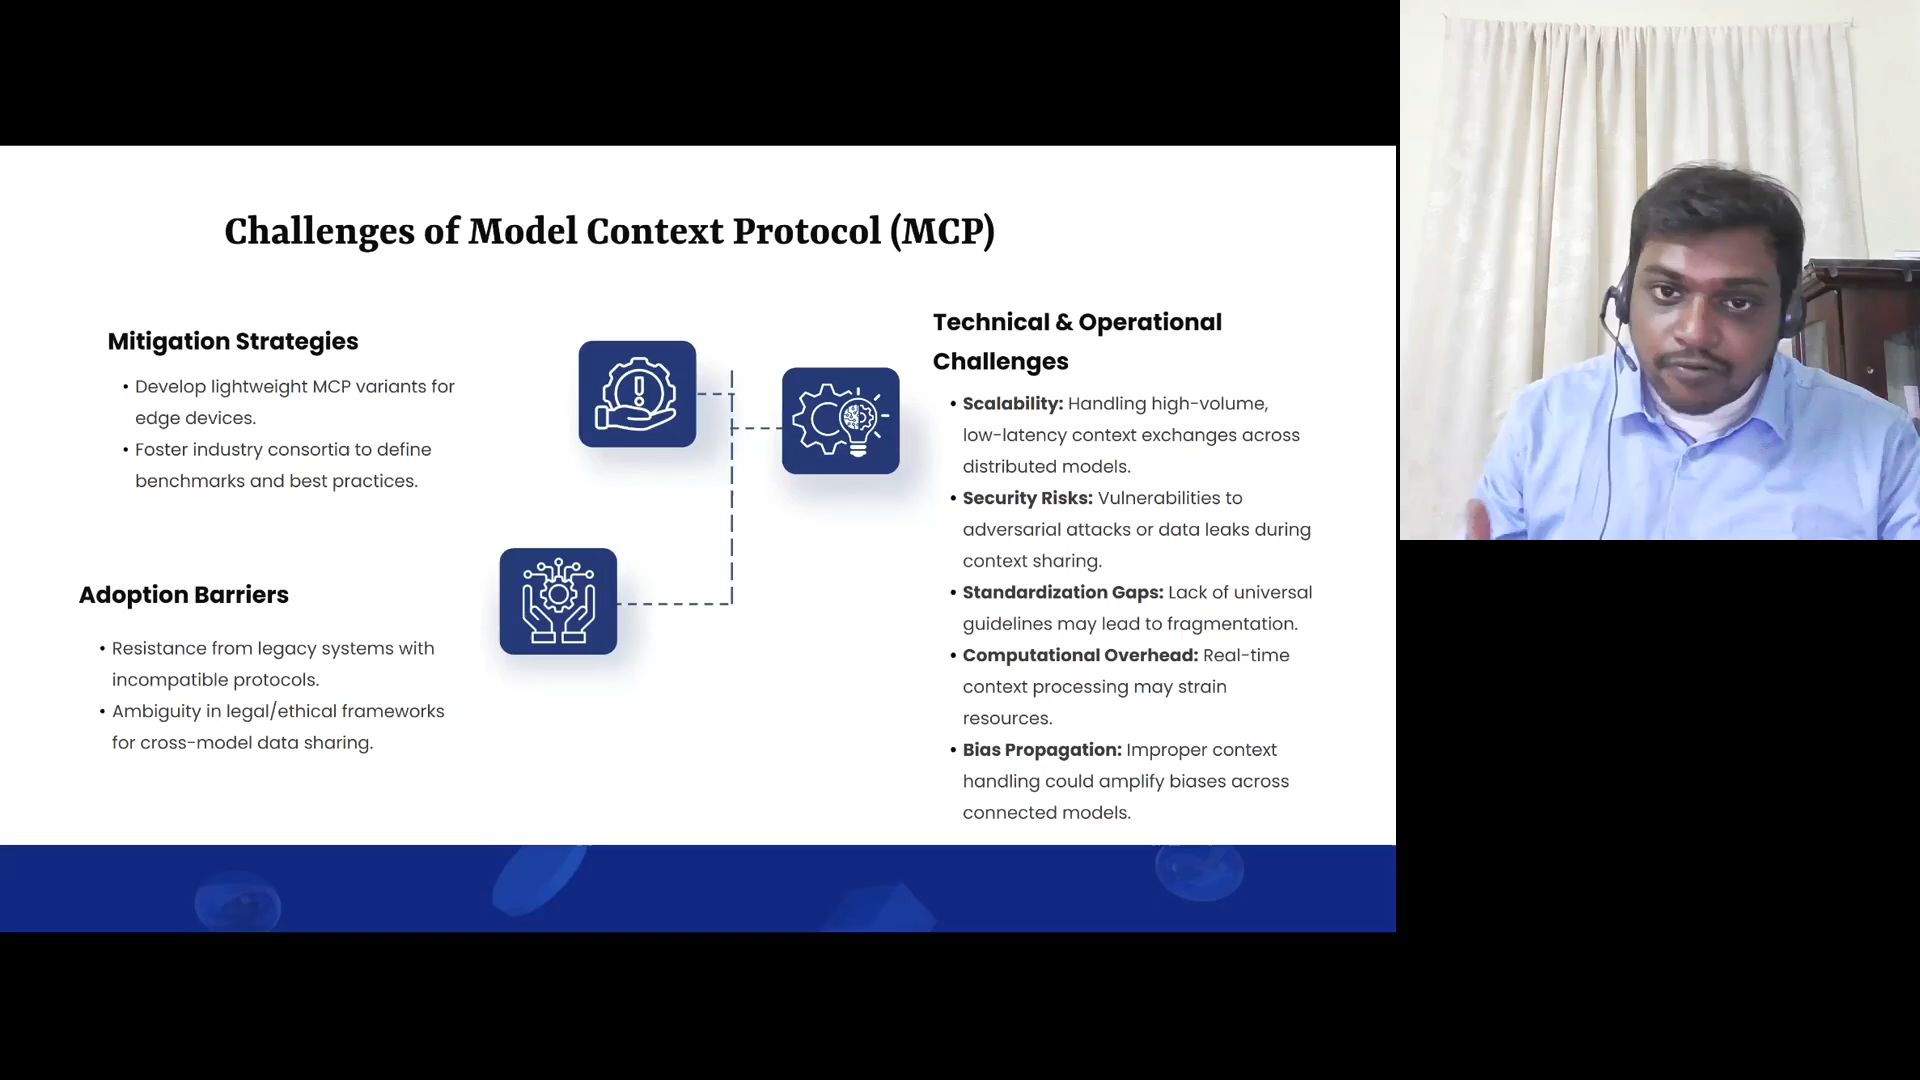 Challenges of Model Context Protocol (MCP)
Mitigation Strategies
• Develop lightweight MCP variants for
edge devices.
• Foster industry consortia to define
benchmarks and best practices.
Adoption Barriers
• Resistance from legacy systems with
incompatible protocols.
• Ambiguity in legal/ethical frameworks
for cross-model data sharing.
Technical & Operational
Challenges
• Scalability: Handling high-volume,
low-latency context exchanges across
distributed models.
• Security Risks: Vulnerabilities to
adversarial attacks or data leaks during
context sharing.
• Standardization Gaps: Lack of universal
guidelines may lead to fragmentation.
• Computational Overhead: Real-time
context processing may strain
resources.
• Bias Propagation: Improper context
handling could amplify biases across
connected models.